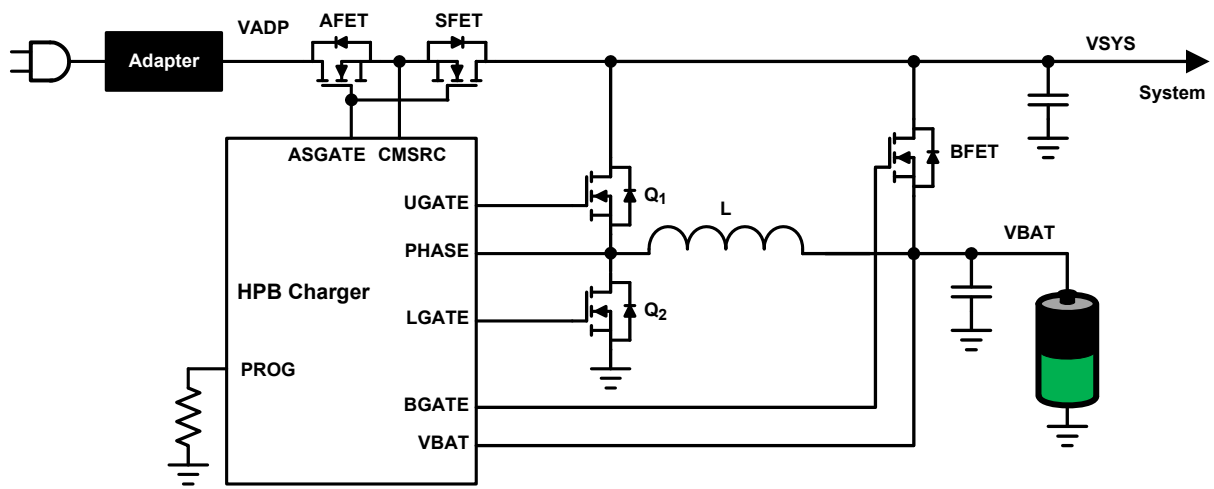 VADP
AFET
SFET
VSYS
Adapter
System
ASGATE CMSRC
BFET
UGATE
Q1
L
PHASE
VBAT
HPB Charger
LGATE
Q2
PROG
BGATE
VBAT